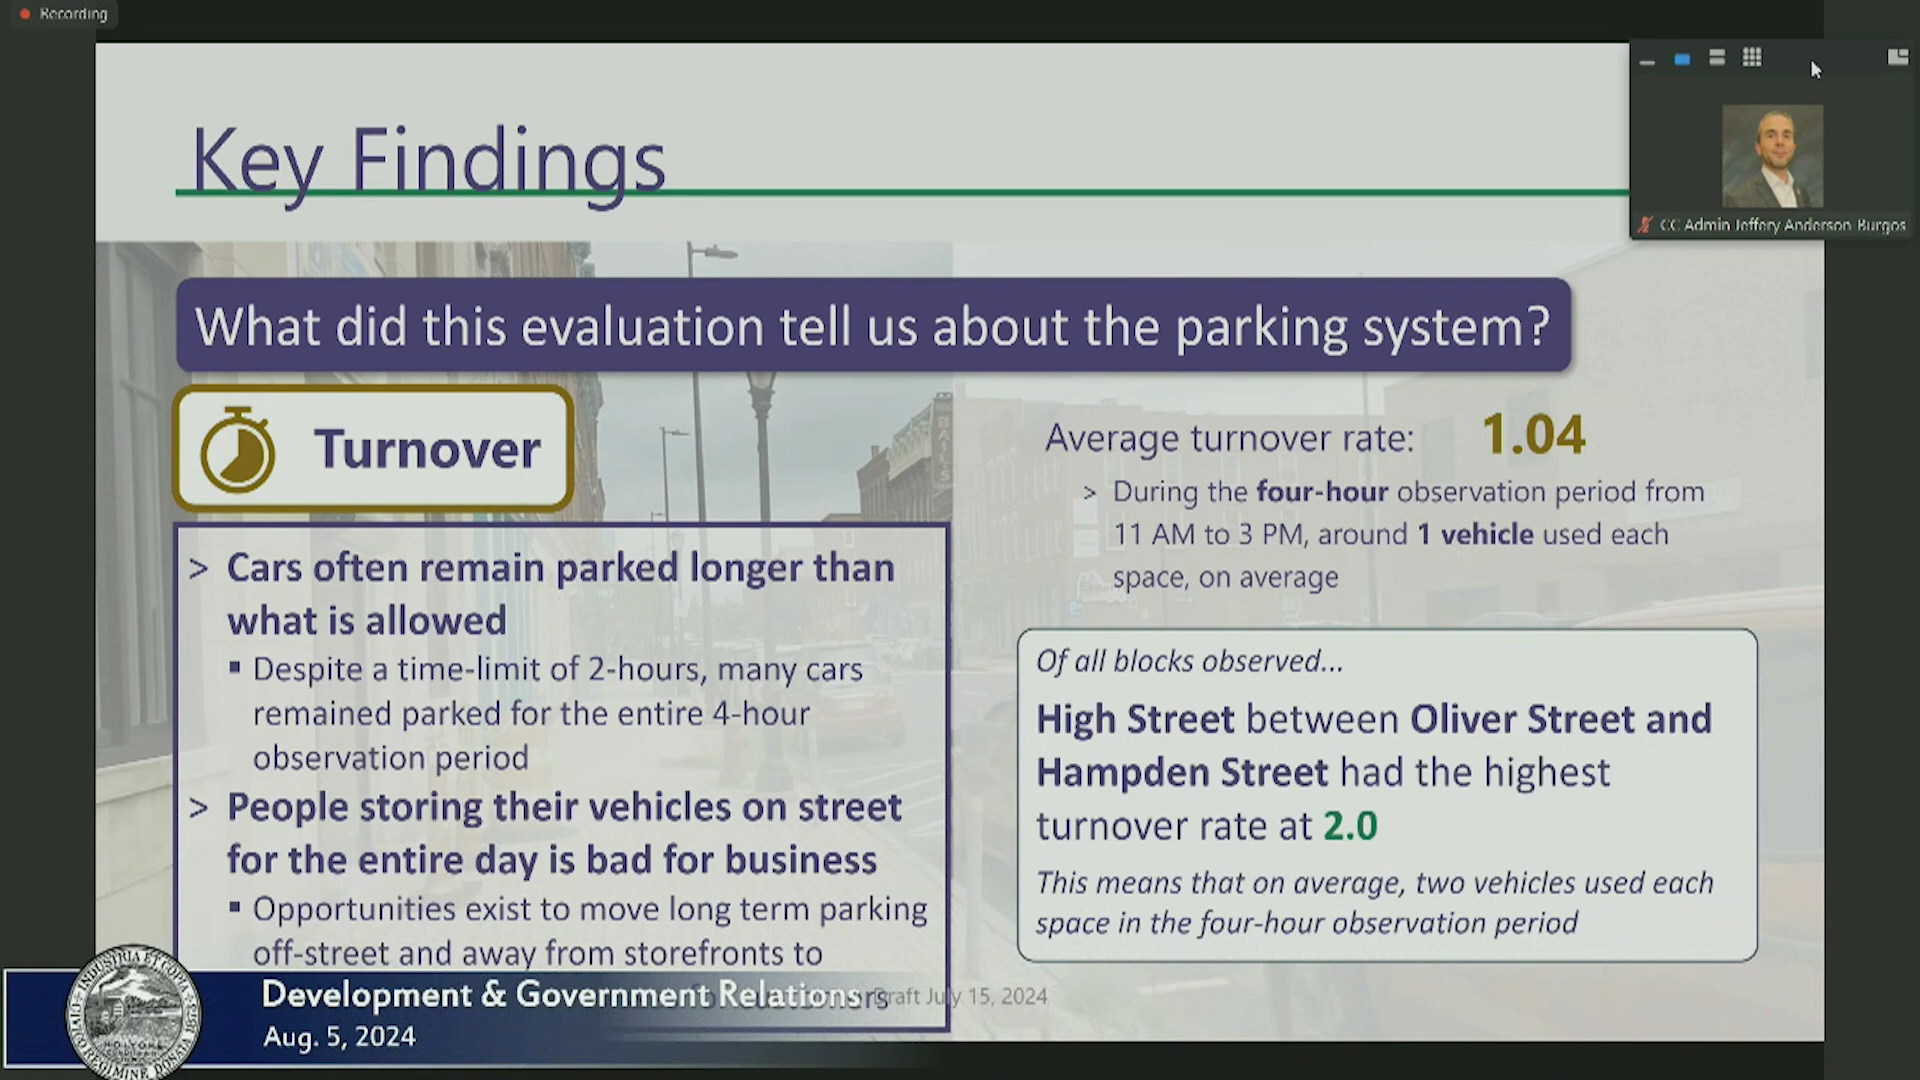 Recording
Key Findings
CC Admin Jeffery Anderson Burgos
What did this evaluation tell us about the parking system?
Turnover
> Cars often remain parked longer than
what is allowed
▪ Despite a time-limit of 2-hours, many cars
remained parked for the entire 4-hour
observation period
> People storing their vehicles on street
for the entire day is bad for business
▪ Opportunities exist to move long term parking
off-street and away from storefronts to
Average turnover rate: 1.04
> During the four-hour observation period from
11 AM to 3 PM, around 1 vehicle used each
space, on average
Of all blocks observed...
High Street between Oliver Street and
Hampden Street had the highest
turnover rate at 2.0
This means that on average, two vehicles used each
space in the four-hour observation period
Draft July 15, 2024
Development & Government Relations
Aug. 5, 2024